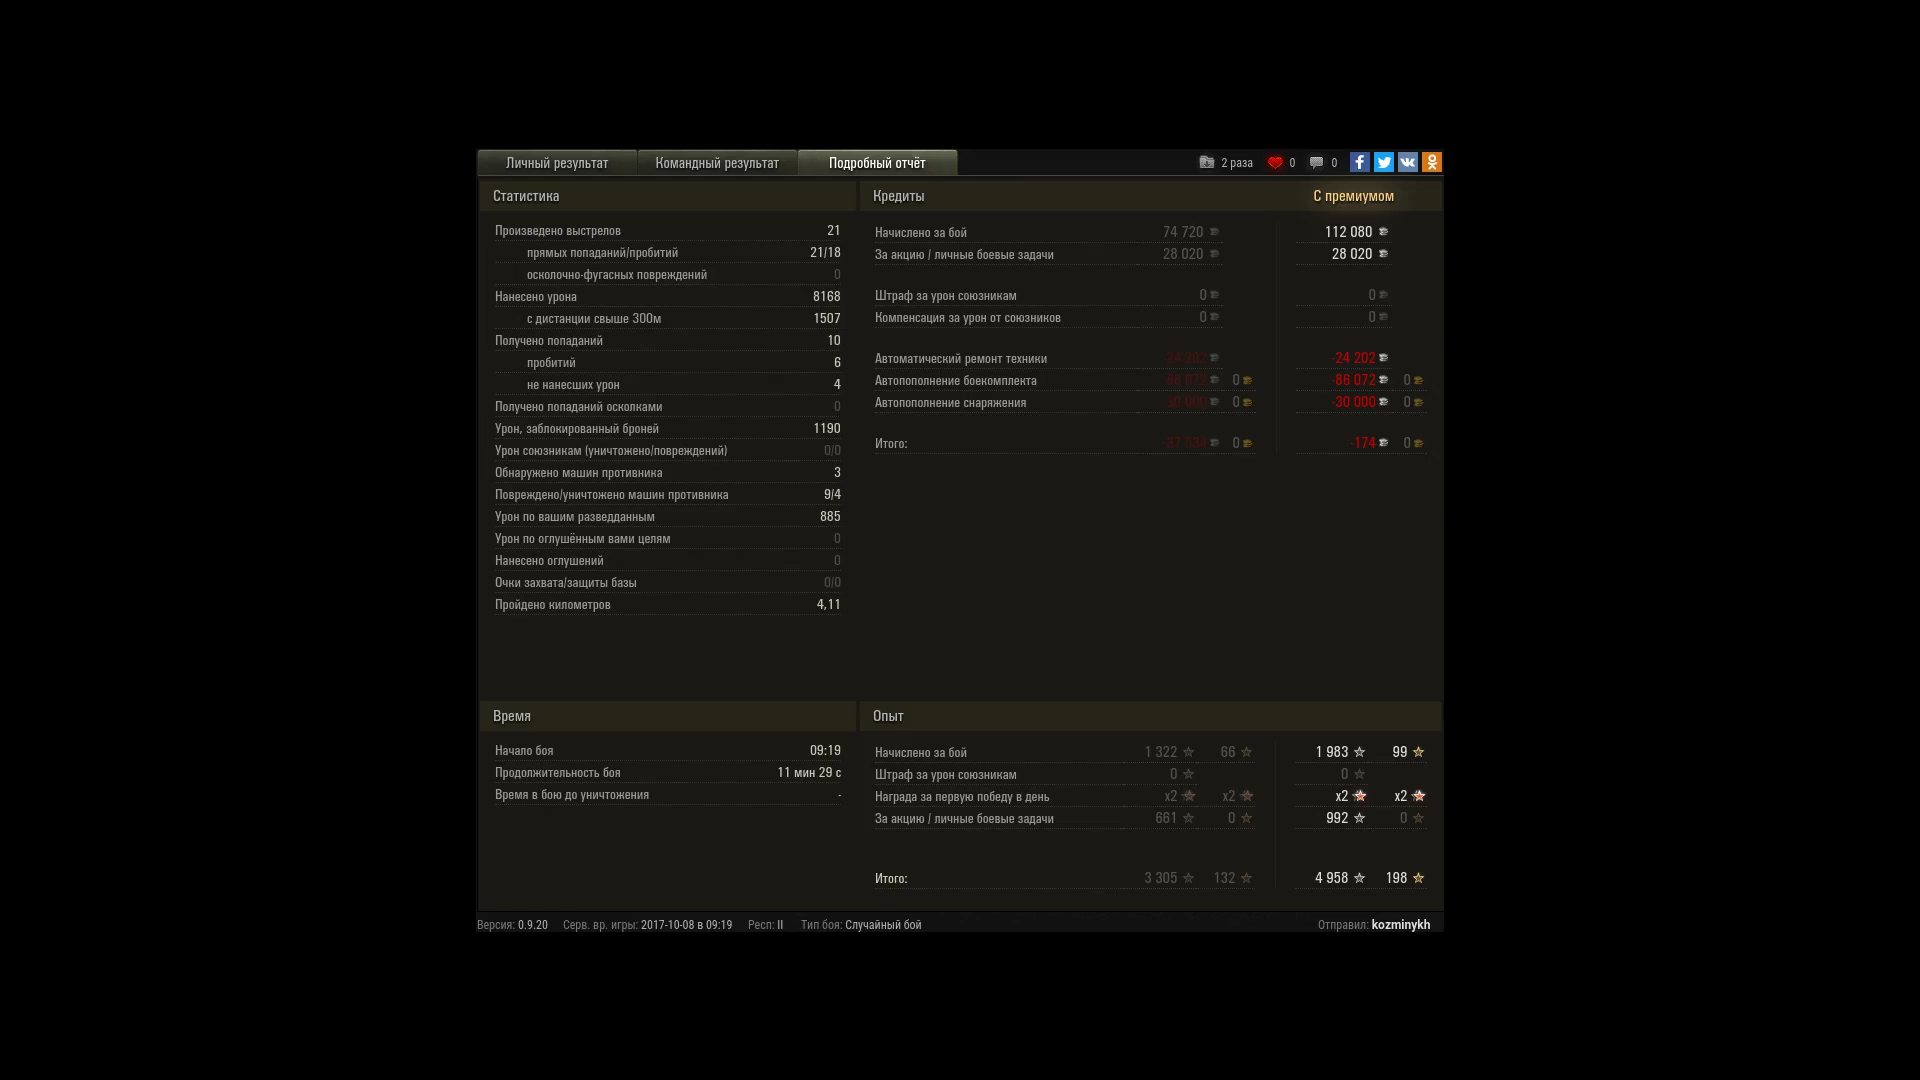 Личный результат Командный результат Подробный отчёт 2 раза 0 0
Статистика
Произведено выстрелов 21
прямых попаданий/пробитий 21/18
осколочно-фугасных повреждений 0
Нанесено урона 8168
с дистанции свыше 300м 1507
Получено попаданий 10
пробитий 6
не нанесших урон 4
Получено попаданий осколками 0
Урон, заблокированный броней 1190
Урон союзникам (уничтожено/повреждений) 0/0
Обнаружено машин противника 3
Повреждено/уничтожено машин противника 9/4
Урон по вашим разведданным 885
Урон по оглушённым вами целям 0
Нанесено оглушений 0
Очки захвата/защиты базы 0/0
Пройдено километров 4,11
Кредиты С премиумом
Начислено за бой 74 720 112 080
За акцию / личные боевые задачи 28 020 28 020
Штраф за урон союзникам 0 0
Компенсация за урон от союзников 0 0
Автоматический ремонт техники -24 202 -24 202
Автопополнение боекомплекта -86 072 0 -86 072 0
Автопополнение снаряжения -30 000 0 -30 000 0
Итого: -37 534 0 -174 0
Время
Начало боя 09:19
Продолжительность боя 11 мин 29 с
Время в бою до уничтожения -
Опыт
Начислено за бой 1 322 66 1 983 99
Штраф за урон союзникам 0 0
Награда за первую победу в день x2 x2 x2 x2
За акцию / личные боевые задачи 661 0 992 0
Итого: 3 305 132 4 958 198
Версия: 0.9.20 Серв. вр. игры: 2017-10-08 в 09:19 Респ: II Тип боя: Случайный бой Отправил: kozminykh